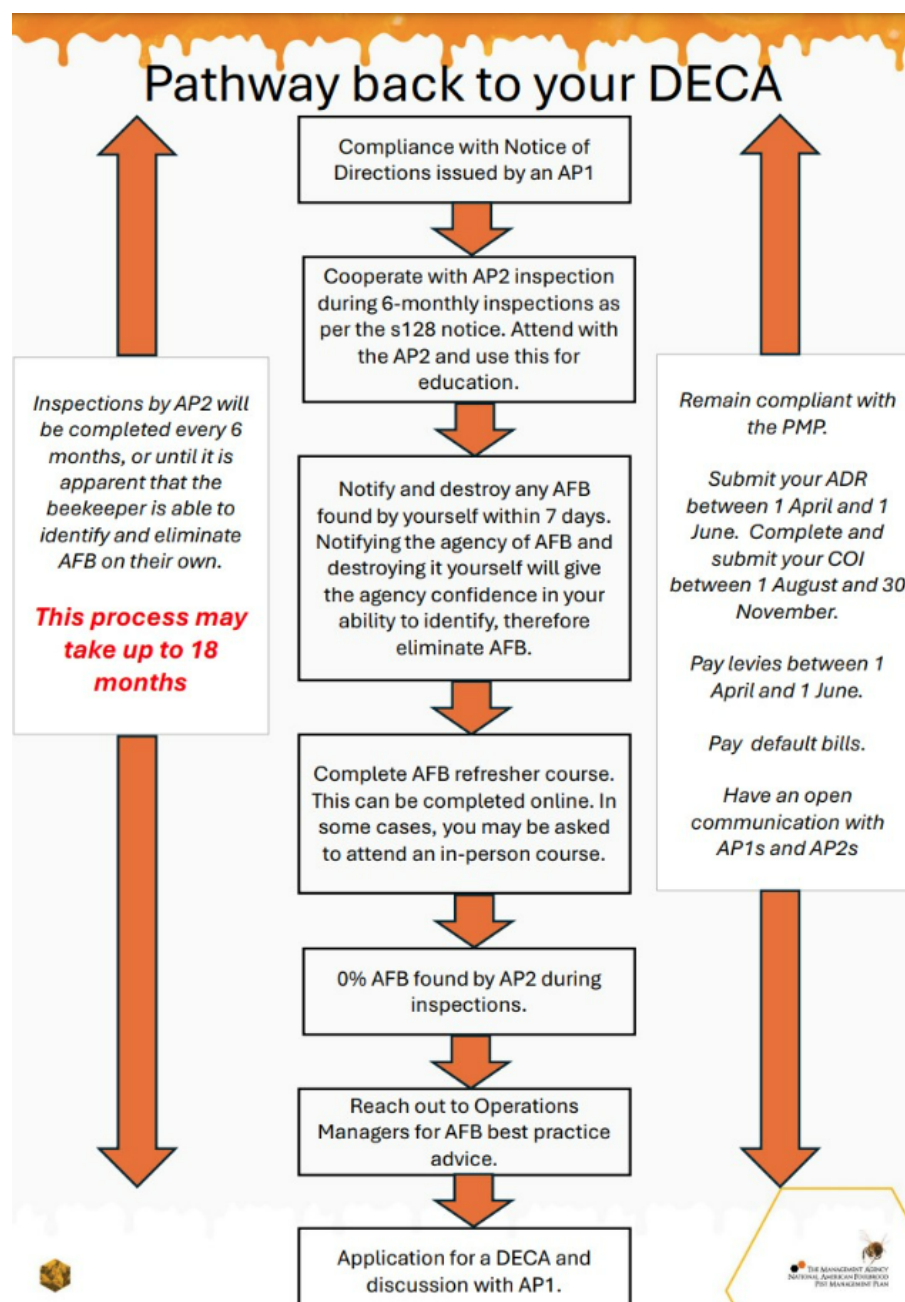 Pathway back to your DECA
Compliance with Notice of
Directions issued by an AP1
Cooperate with AP2 inspection
during 6-monthly inspections as
per the s128 notice. Attend with
the AP2 and use this for
education.
Inspections by AP2 will
be completed every 6
months, or until it is
apparent that the
beekeeper is able to
identify and eliminate
AFB on their own.
This process may
take up to 18
months
Notify and destroy any AFB
found by yourself within 7 days.
Notifying the agency of AFB and
destroying it yourself will give
the agency confidence in your
ability to identify, therefore
eliminate AFB.
Remain compliant with
the PMP.
Submit your ADR
between 1 April and 1
June. Complete and
submit your COI
between 1 August and 30
November.
Pay levies between 1
April and 1 June.
Pay default bills.
Have an open
communication with
AP1s and AP2s
Complete AFB refresher course.
This can be completed online. In
some cases, you may be asked
to attend an in-person course.
0% AFB found by AP2 during
inspections.
Reach out to Operations
Managers for AFB best practice
advice.
Application for a DECA and
discussion with AP1.
The Management Agency
National American Foulbrood
Pest Management Plan